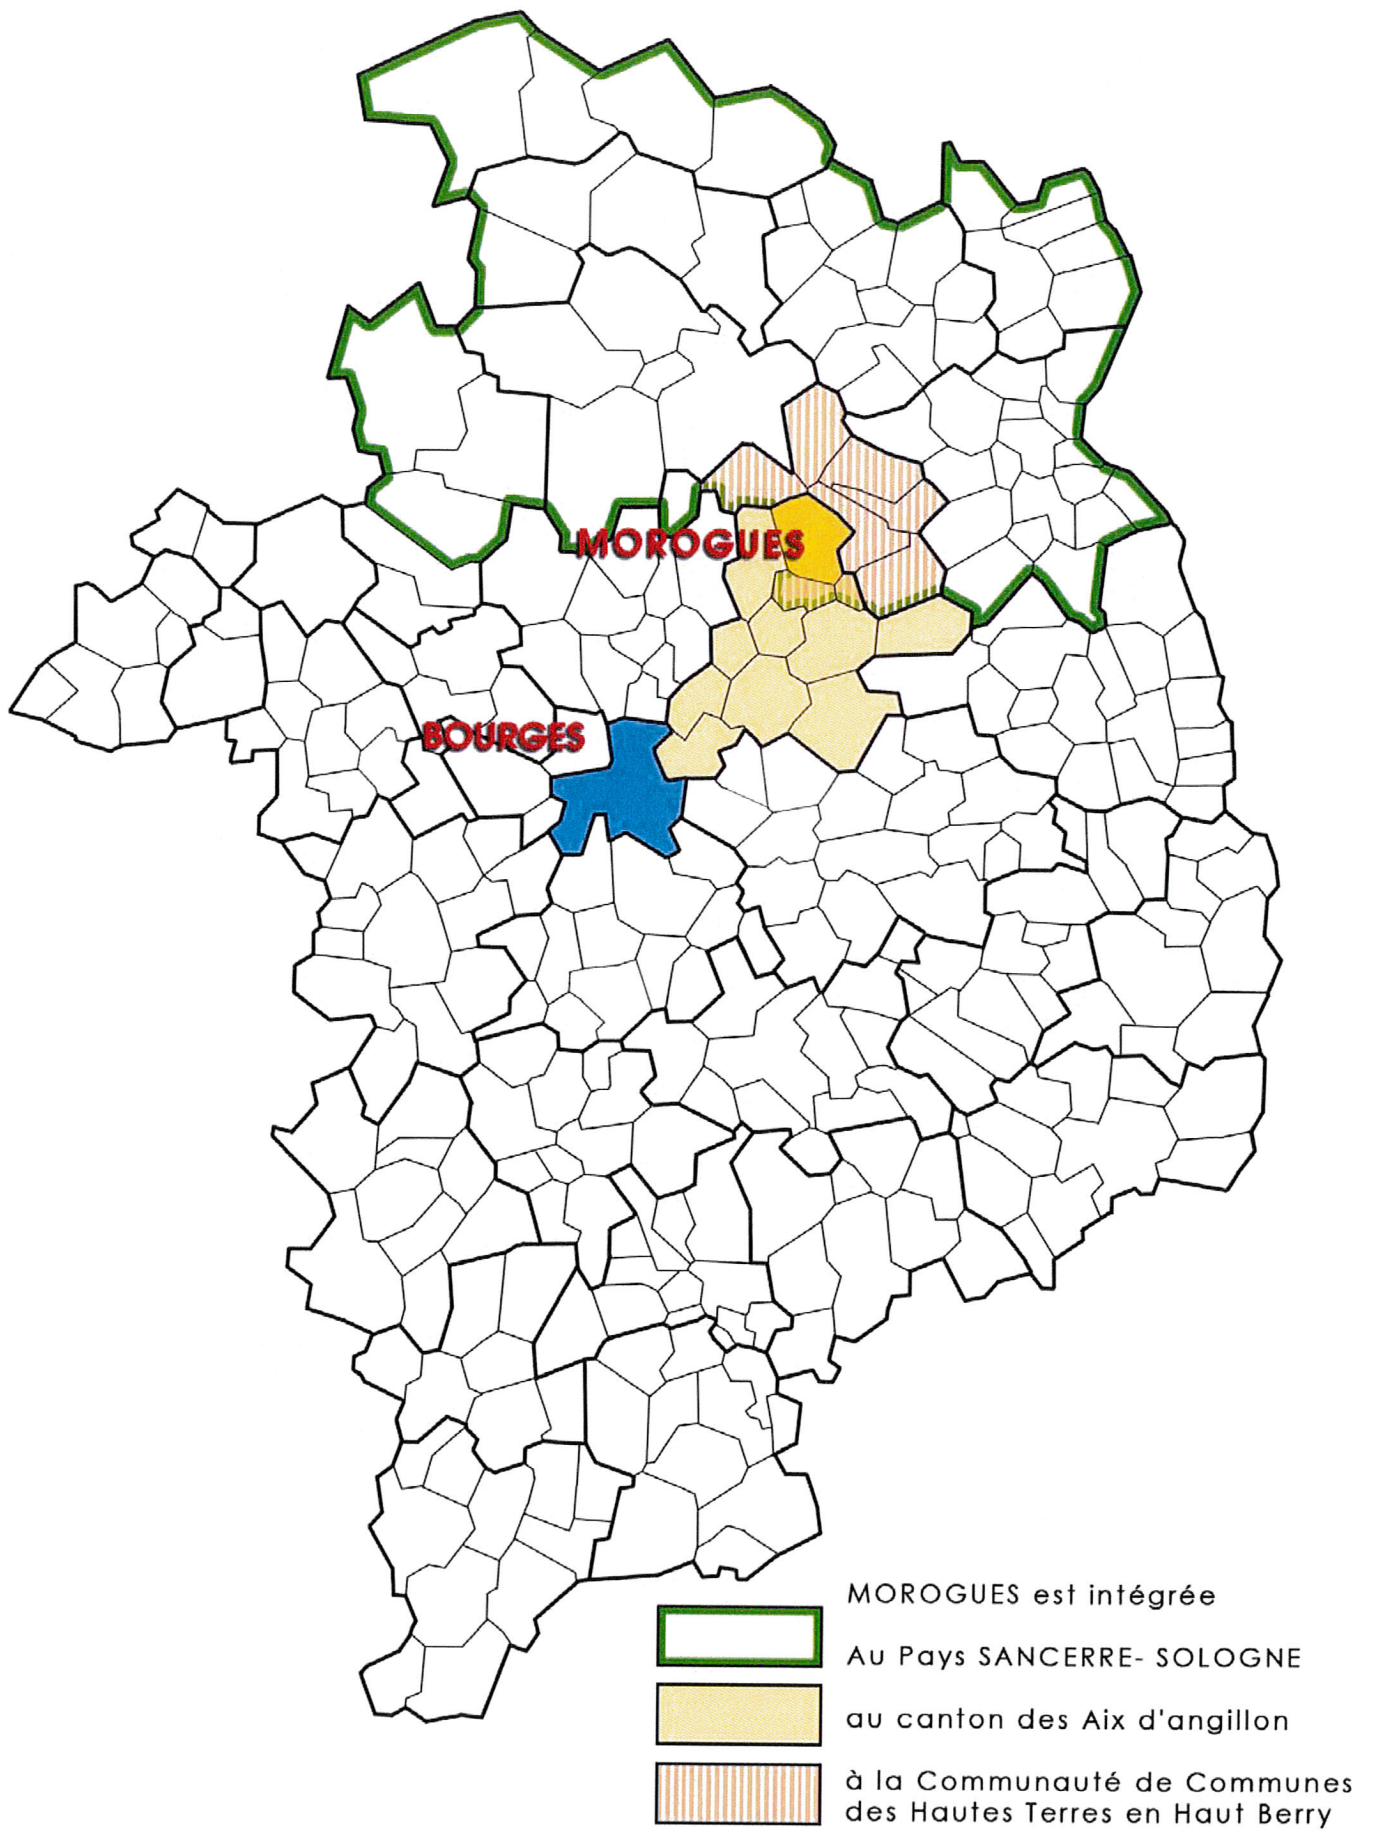 MOROGUES
BOURGES
MOROGUES est intégrée
Au Pays SANCERRE- SOLOGNE
au canton des Aix d'angillon
à la Communauté de Communes
des Hautes Terres en Haut Berry